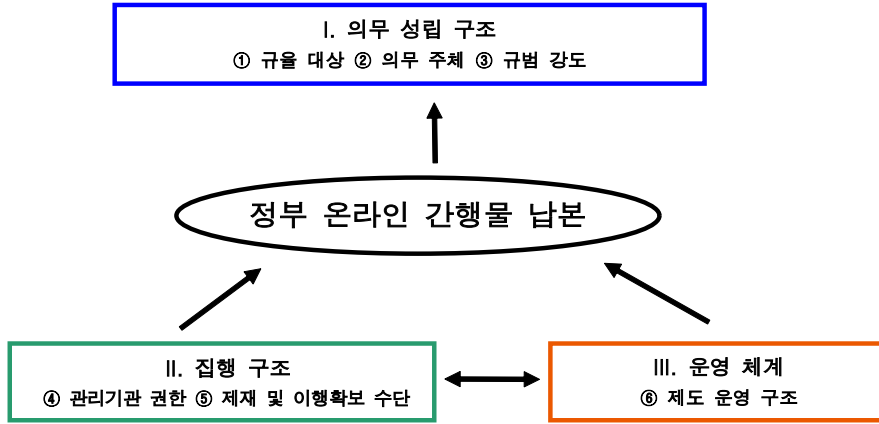 Ⅰ. 의무 성립 구조
① 규율 대상 ② 의무 주체 ③ 규범 강도
정부 온라인 간행물 납본
Ⅱ. 집행 구조
④ 관리기관 권한 ⑤ 제재 및 이행확보 수단
Ⅲ. 운영 체계
⑥ 제도 운영 구조